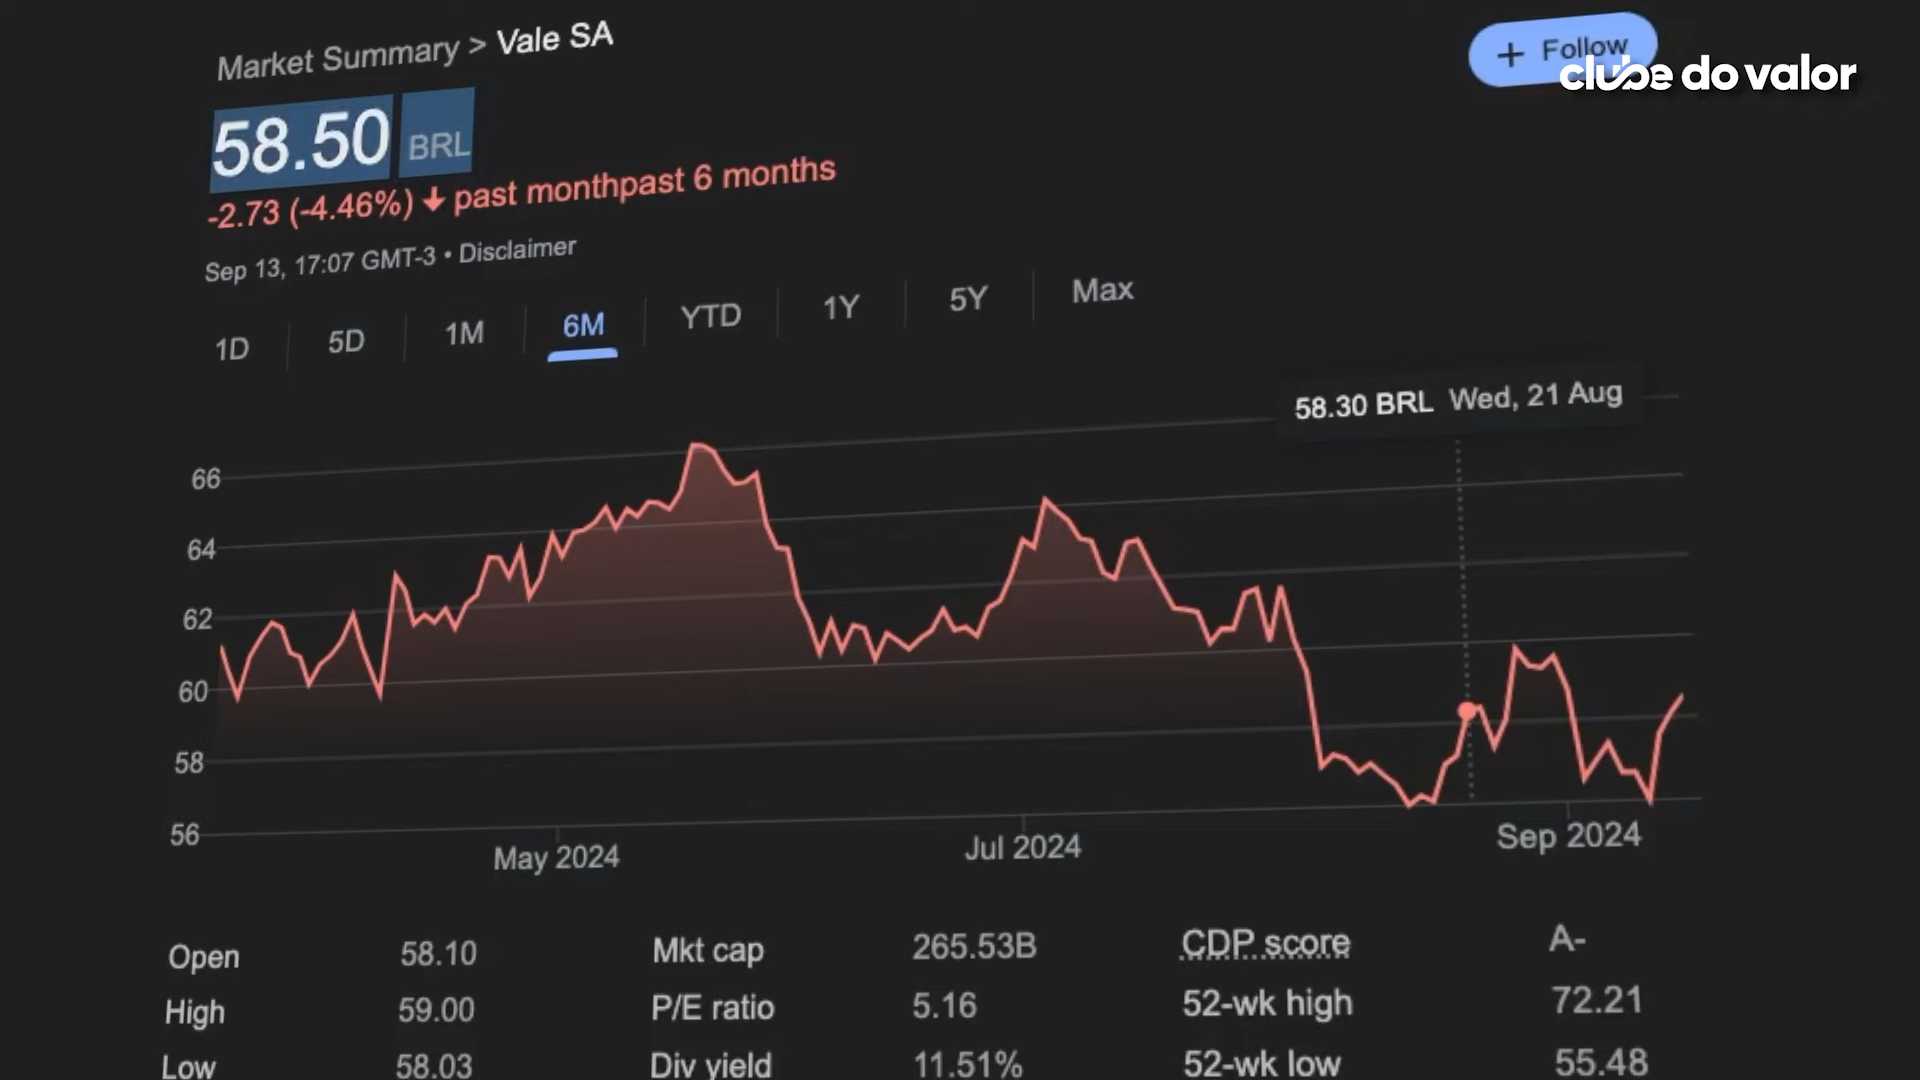 Market Summary > Vale SA
+ Follow
clube do valor
58.50 BRL
-2.73 (-4.46%) ↓ past monthpast 6 months
Sep 13, 17:07 GMT-3 • Disclaimer
1D 5D 1M 6M YTD 1Y 5Y Max
58.30 BRL Wed, 21 Aug
66
64
62
60
58
56
May 2024 Jul 2024 Sep 2024
Open 58.10 Mkt cap 265.53B CDP score A-
High 59.00 P/E ratio 5.16 52-wk high 72.21
Low 58.03 Div yield 11.51% 52-wk low 55.48